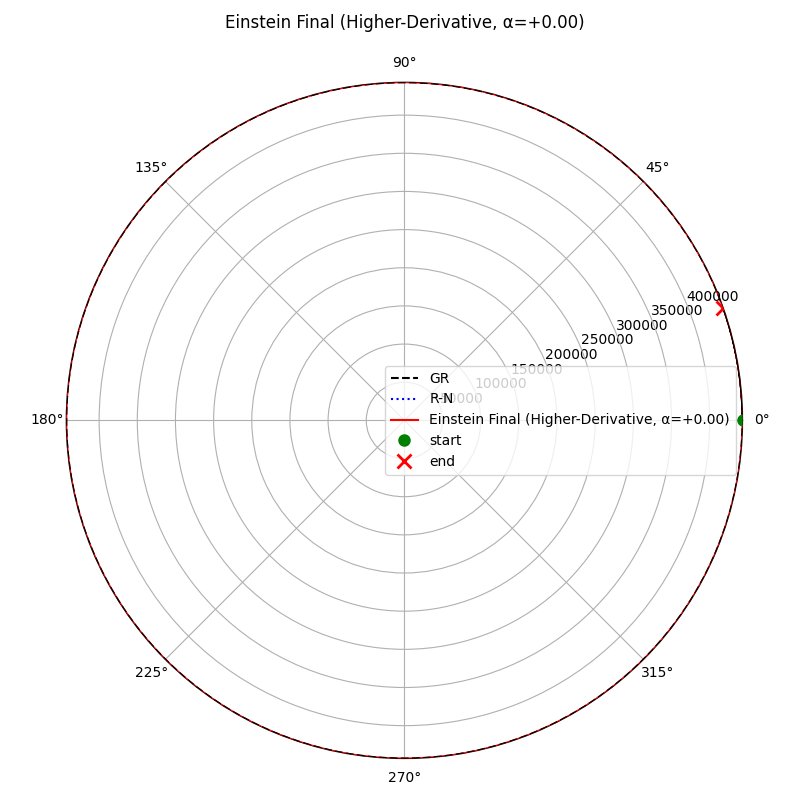 Einstein Final (Higher-Derivative, α=+0.00)
90°
135°
45°
400000
350000
300000
250000
200000
150000
100000
GR
R-N
180°
Einstein Final (Higher-Derivative, α=+0.00)
0°
start
end
225°
315°
270°